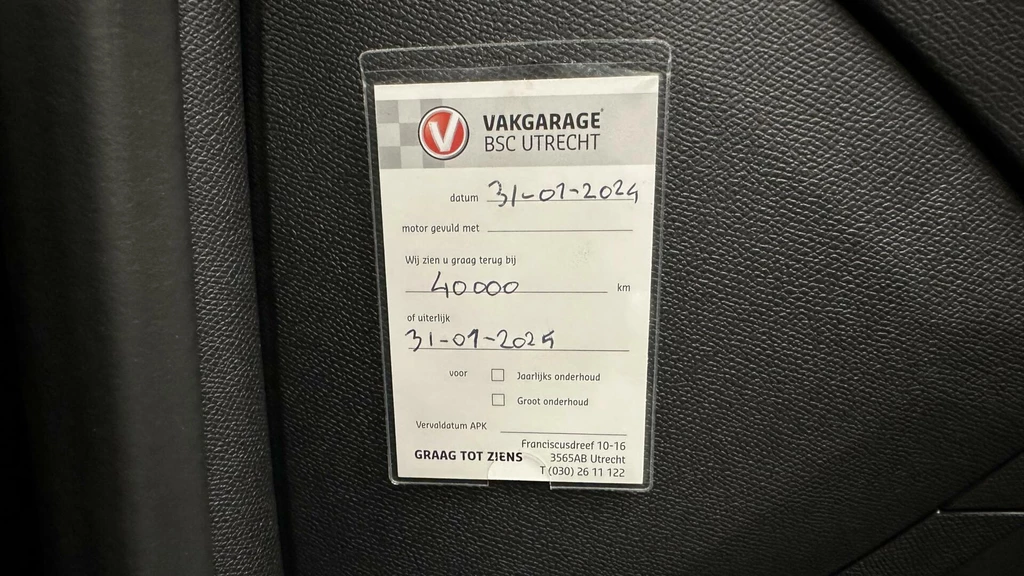 V
VAKGARAGE®
BSC UTRECHT
datum 31-01-2024
motor gevuld met
Wij zien u graag terug bij
40000 km
of uiterlijk
31-01-2025
voor
Jaarlijks onderhoud
Groot onderhoud
Vervaldatum APK
GRAAG TOT ZIENS
Franciscusdreef 10-16
3565AB Utrecht
T (030) 26 11 122